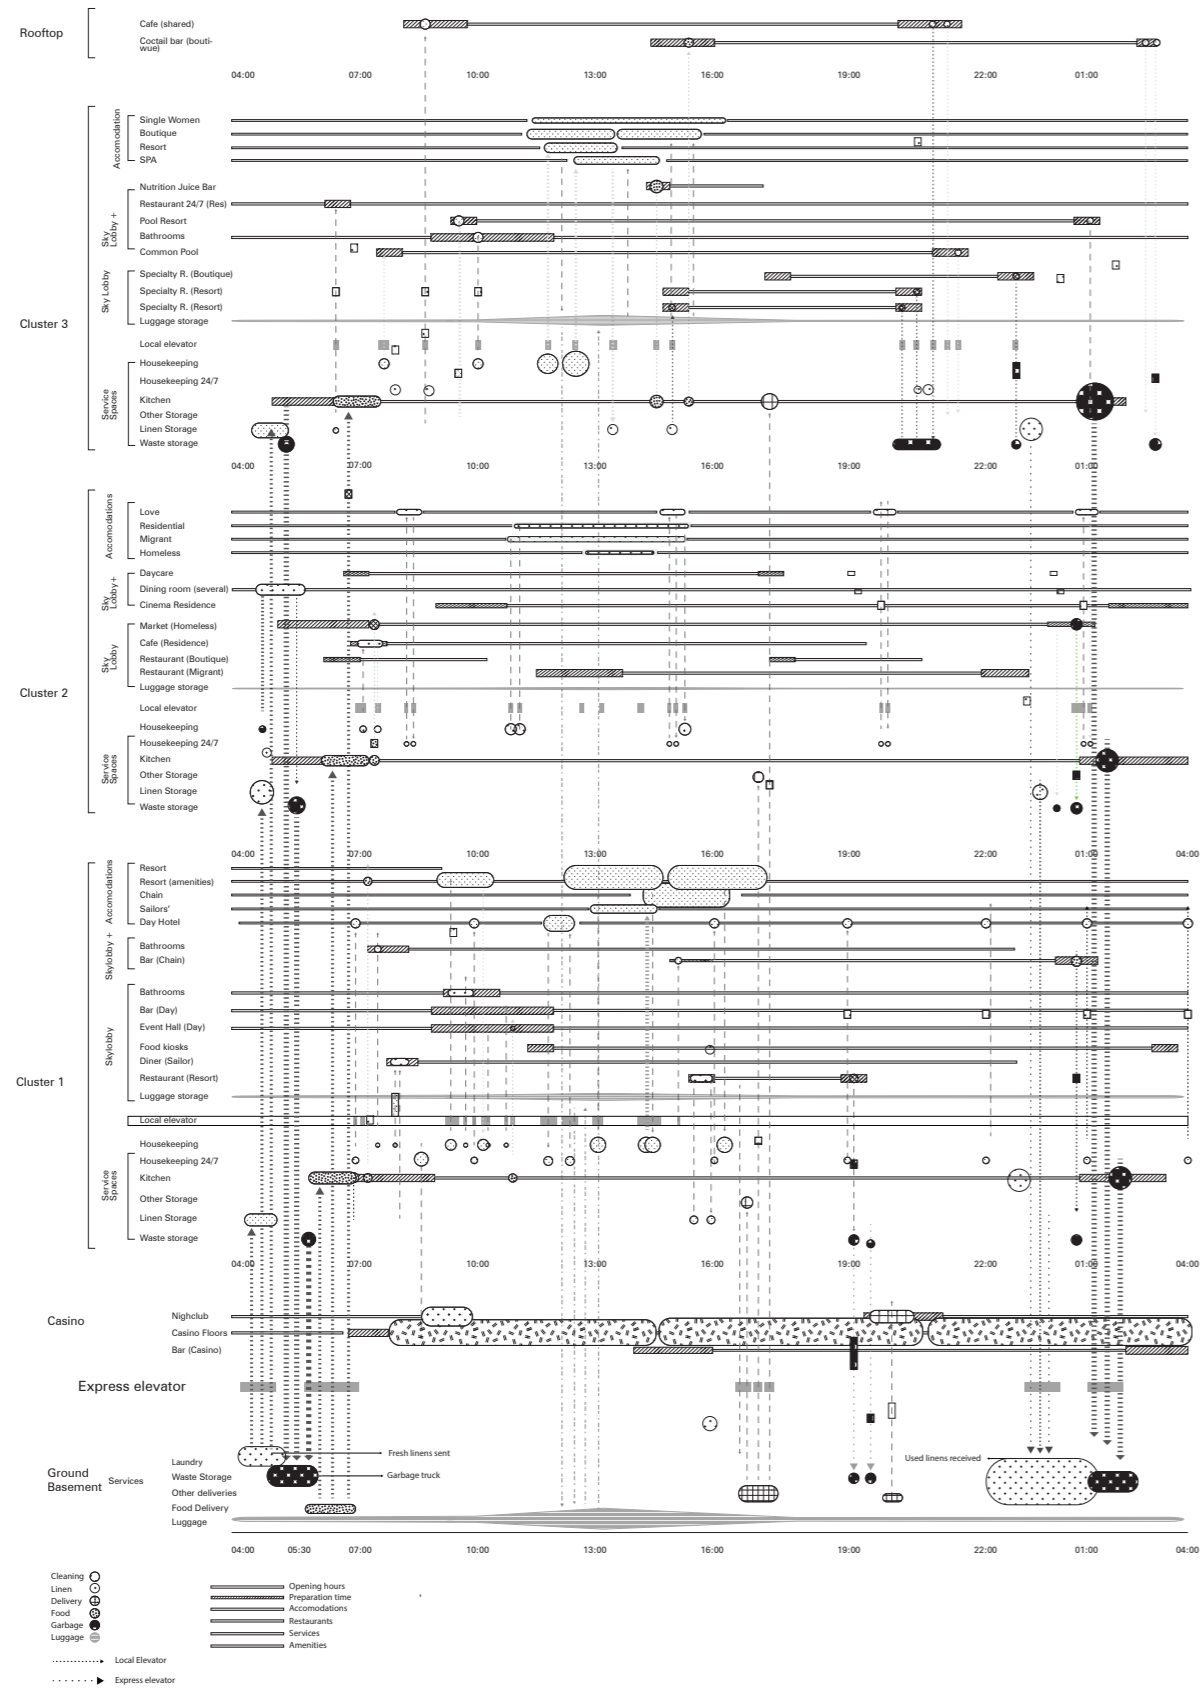 Rooftop
Cafe (shared)
Coctail bar (bouti-
wue)
04:00 07:00 10:00 13:00 16:00 19:00 22:00 01:00
Cluster 3
Accomodation
Single Women
Boutique
Resort
SPA
Sky
Lobby +
Nutrition Juice Bar
Restaurant 24/7 (Res)
Pool Resort
Bathrooms
Common Pool
Sky Lobby
Specialty R. (Boutique)
Specialty R. (Resort)
Specialty R. (Resort)
Luggage storage
Local elevator
Service
Spaces
Housekeeping
Housekeeping 24/7
Kitchen
Other Storage
Linen Storage
Waste storage
04:00 07:00 10:00 13:00 16:00 19:00 22:00 01:00
Cluster 2
Accomodations
Love
Residential
Migrant
Homeless
Sky
Lobby+
Daycare
Dining room (several)
Cinema Residence
Sky
Lobby
Market (Homeless)
Cafe (Residence)
Restaurant (Boutique)
Restaurant (Migrant)
Luggage storage
Local elevator
Service
Spaces
Housekeeping
Housekeeping 24/7
Kitchen
Other Storage
Linen Storage
Waste storage
04:00 07:00 10:00 13:00 16:00 19:00 22:00 01:00 04:00
Cluster 1
Accomodations
Resort
Resort (amenities)
Chain
Sailors'
Day Hotel
Skylobby +
Bathrooms
Bar (Chain)
Skylobby
Bathrooms
Bar (Day)
Event Hall (Day)
Food kiosks
Diner (Sailor)
Restaurant (Resort)
Luggage storage
Local elevator
Service
Spaces
Housekeeping
Housekeeping 24/7
Kitchen
Other Storage
Linen Storage
Waste storage
04:00 07:00 10:00 13:00 16:00 19:00 22:00 01:00 04:00
Casino
Nighclub
Casino Floors
Bar (Casino)
Express elevator
Ground
Basement
Services
Laundry
Waste Storage
Other deliveries
Food Delivery
Luggage
Fresh linens sent
Garbage truck
Used linens received
04:00 05:30 07:00 10:00 13:00 16:00 19:00 22:00 01:00 04:00
Cleaning
Linen
Delivery
Food
Garbage
Luggage
Opening hours
Preparation time
Accomodations
Restaurants
Services
Amenities
Local Elevator
Express elevator